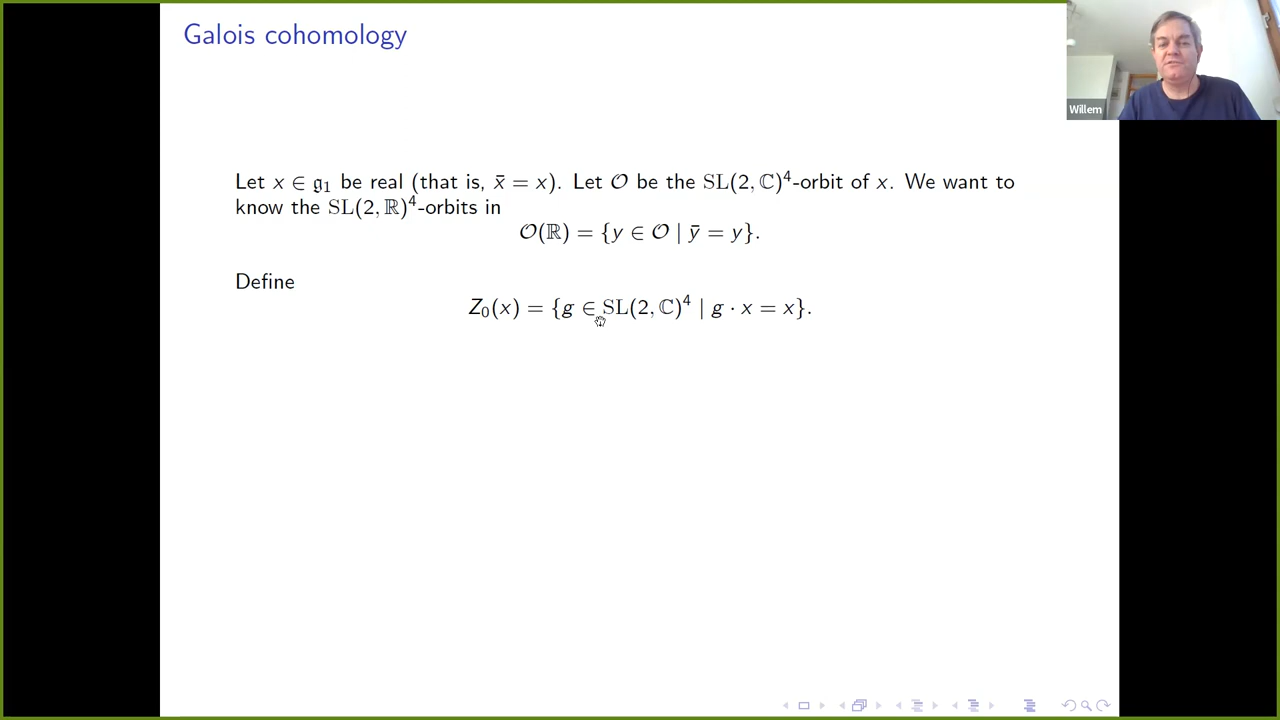 Galois cohomology
Willem
Let x ∈ 𝔤₁ be real (that is, x̄ = x). Let 𝒪 be the SL(2, ℂ)⁴-orbit of x. We want to
know the SL(2, ℝ)⁴-orbits in
𝒪(ℝ) = {y ∈ 𝒪 | ȳ = y}.
Define
Z₀(x) = {g ∈ SL(2, ℂ)⁴ | g · x = x}.